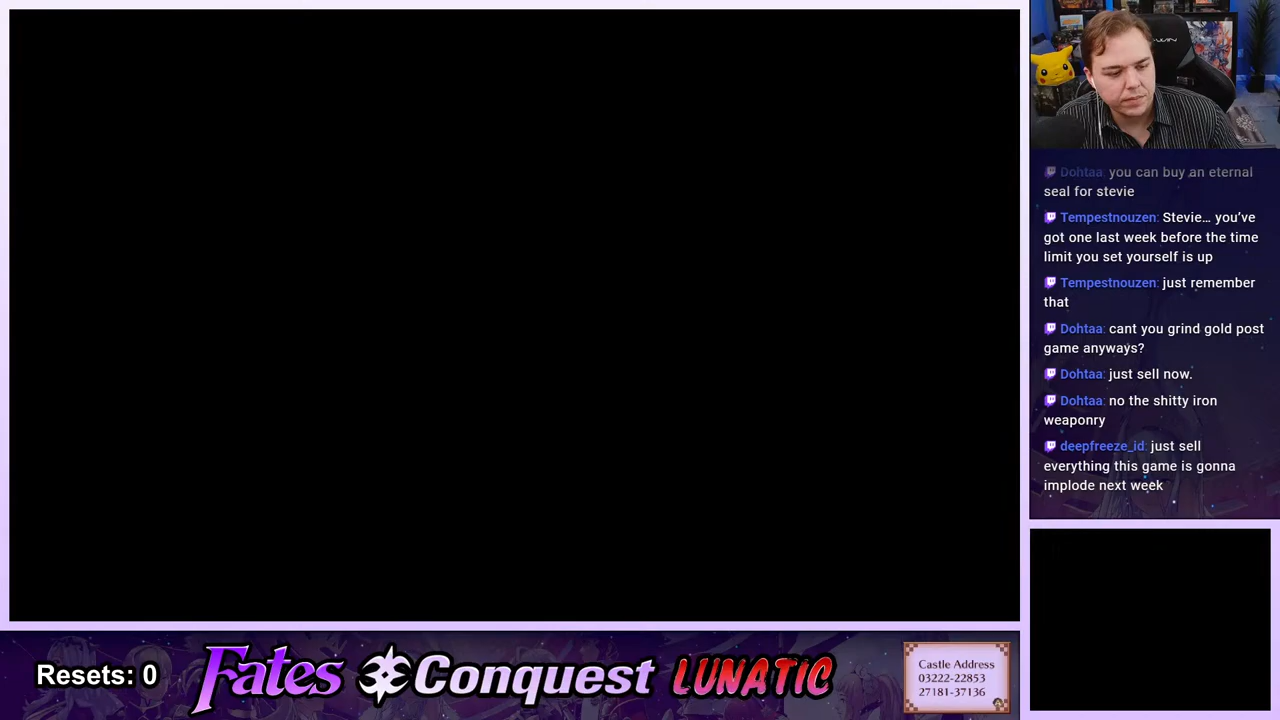 Dohtaa: you can buy an eternal
seal for stevie
Tempestnouzen: Stevie… you’ve
got one last week before the time
limit you set yourself is up
Tempestnouzen: just remember
that
Dohtaa: cant you grind gold post
game anyways?
Dohtaa: just sell now.
Dohtaa: no the shitty iron
weaponry
deepfreeze_id: just sell
everything this game is gonna
implode next week
Resets: 0
Fates Conquest LUNATIC
Castle Address
03222-22853
27181-37136